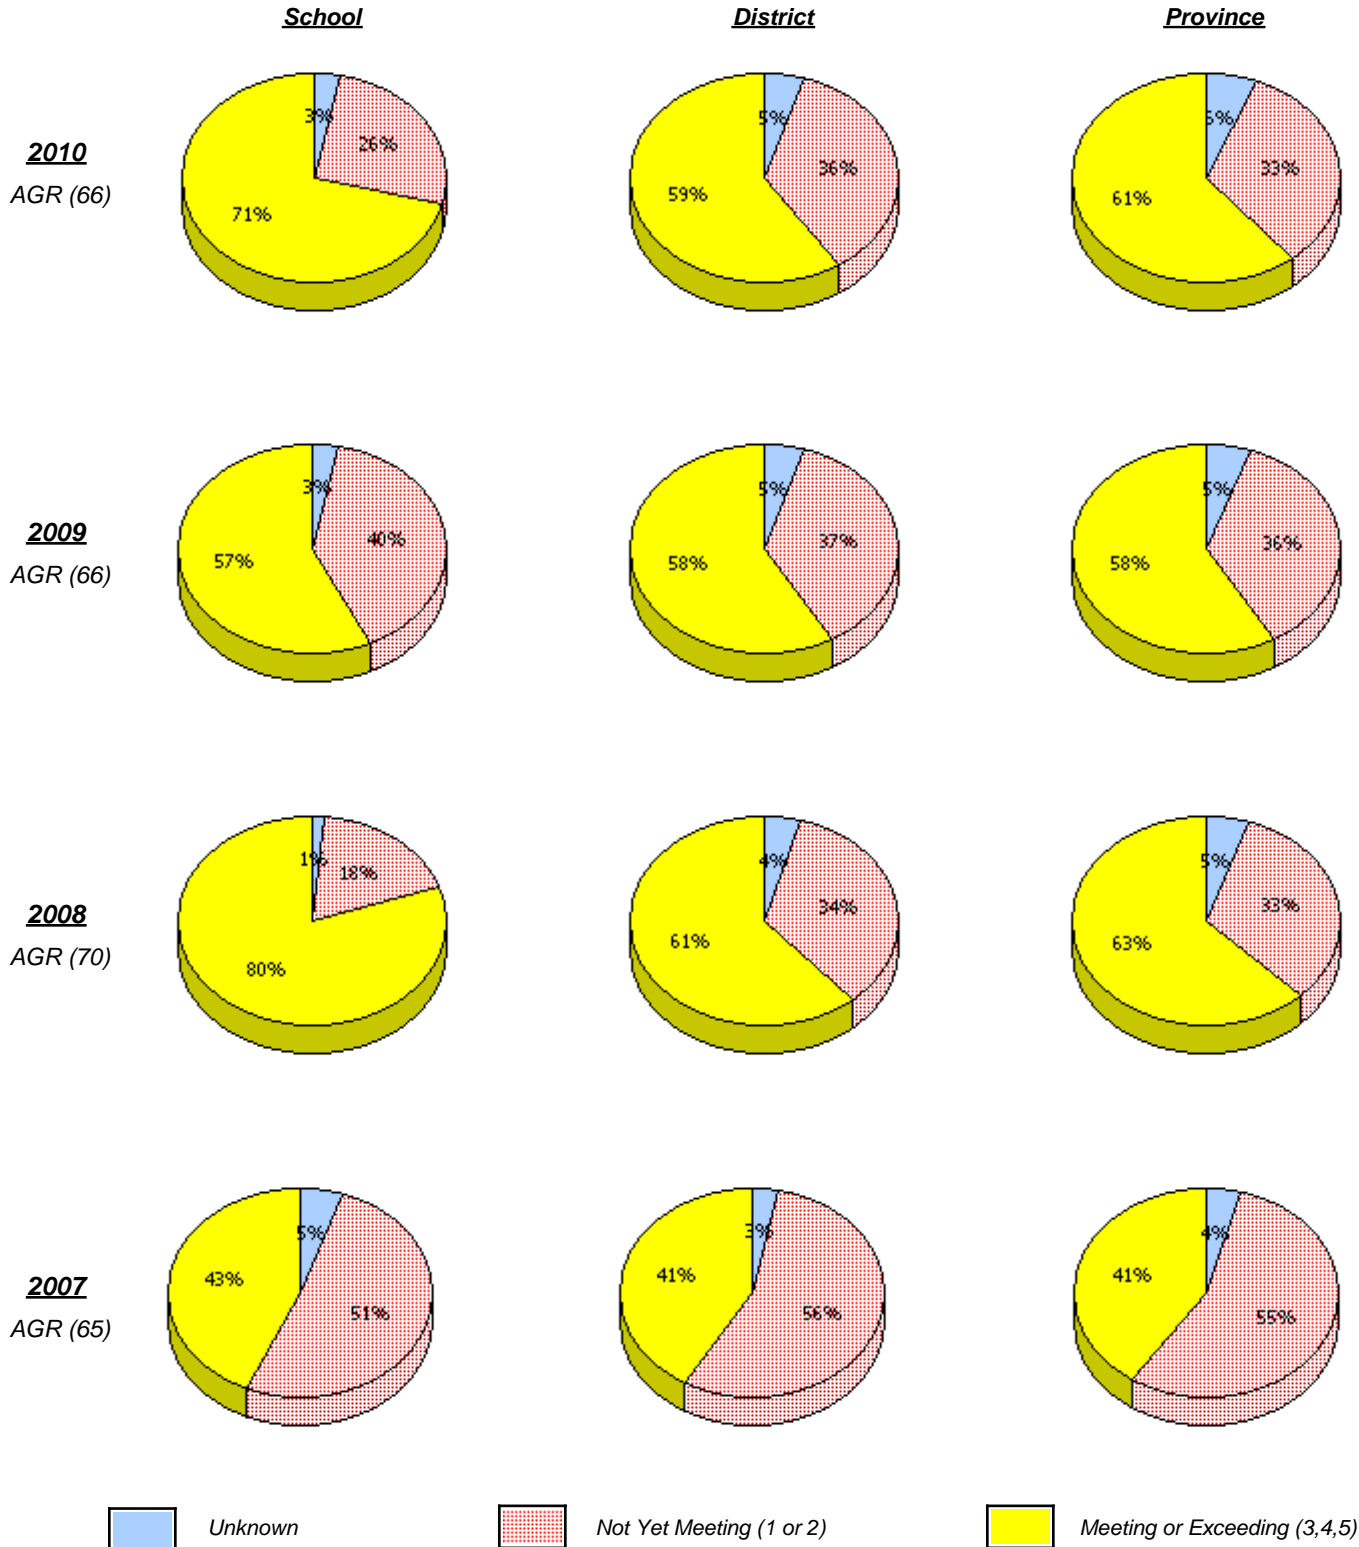 School District Province
2010
AGR (66)
3% 26% 71%
5% 36% 59%
33% 61%
2009
AGR (66)
3% 40% 57%
5% 37% 58%
5% 36% 58%
2008
AGR (70)
1% 18% 80%
4% 34% 61%
5% 33% 63%
2007
AGR (65)
5% 51% 43%
3% 56% 41%
4% 55% 41%
Unknown Not Yet Meeting (1 or 2) Meeting or Exceeding (3,4,5)